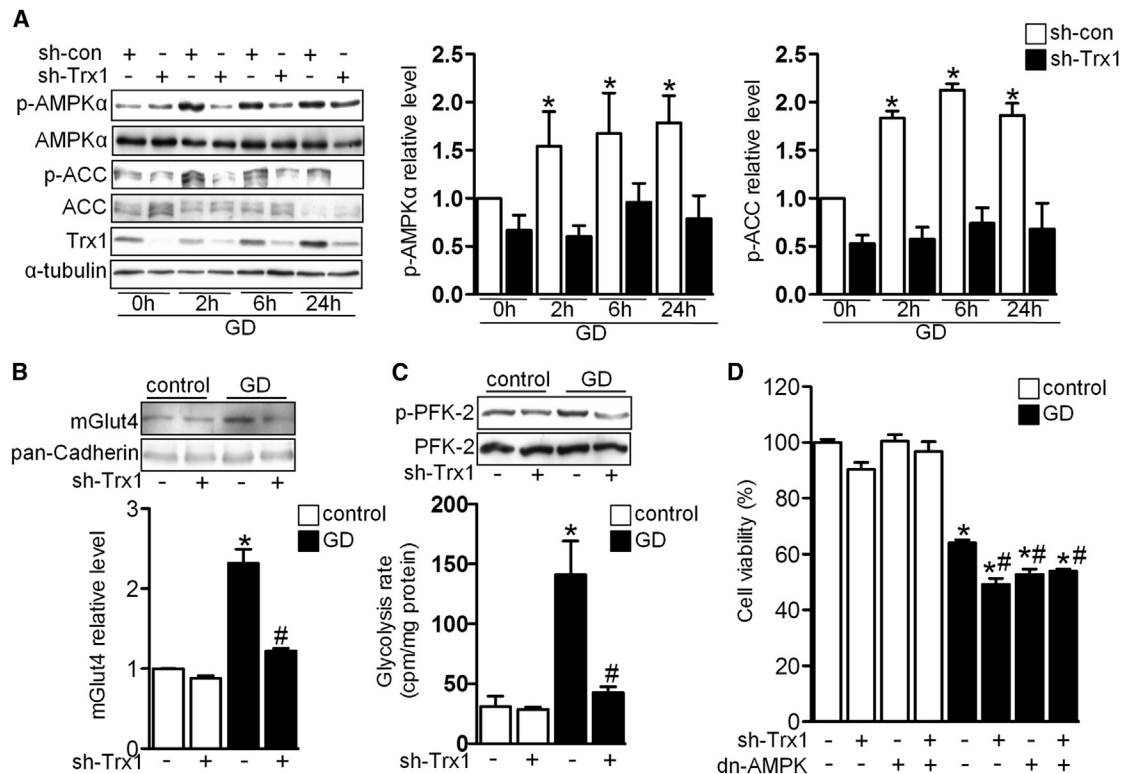 A
sh-con + - + - + - + -
sh-Trx1 - + - + - + - +
p-AMPKα
AMPKα
p-ACC
ACC
Trx1
α-tubulin
0h 2h 6h 24h
GD
p-AMPKα relative level
2.5
2.0
1.5
1.0
0.5
0.0
* * *
0h 2h 6h 24h
GD
p-ACC relative level
2.5
2.0
1.5
1.0
0.5
0.0
* * *
0h 2h 6h 24h
GD
sh-con
sh-Trx1
B
control GD
mGlut4
pan-Cadherin
sh-Trx1 - + - +
mGlut4 relative level
3
2
1
0
* #
control
GD
sh-Trx1 - + - +
C
control GD
p-PFK-2
PFK-2
sh-Trx1 - + - +
Glycolysis rate
(cpm/mg protein)
200
150
100
50
0
* #
control
GD
sh-Trx1 - + - +
D
Cell viability (%)
120
100
80
60
40
20
0
* *# *# *#
control
GD
sh-Trx1 - + - + - + - +
dn-AMPK - - + + - - + +